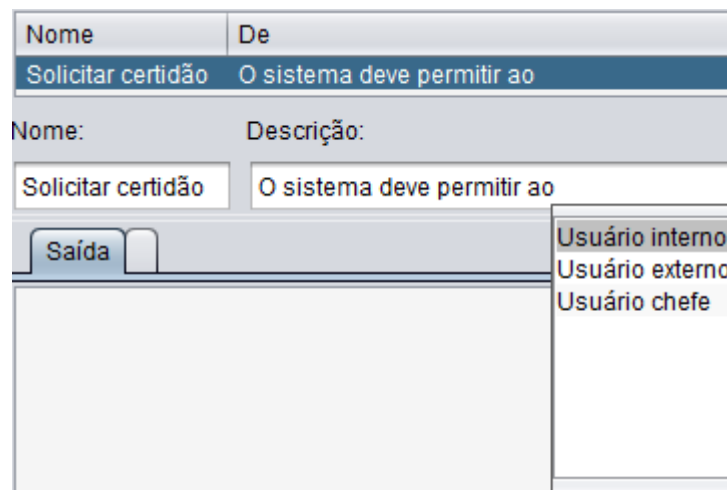 Nome De
Solicitar certidão O sistema deve permitir ao
Nome: Descrição:
Solicitar certidão O sistema deve permitir ao
Saída
Usuário interno
Usuário externo
Usuário chefe